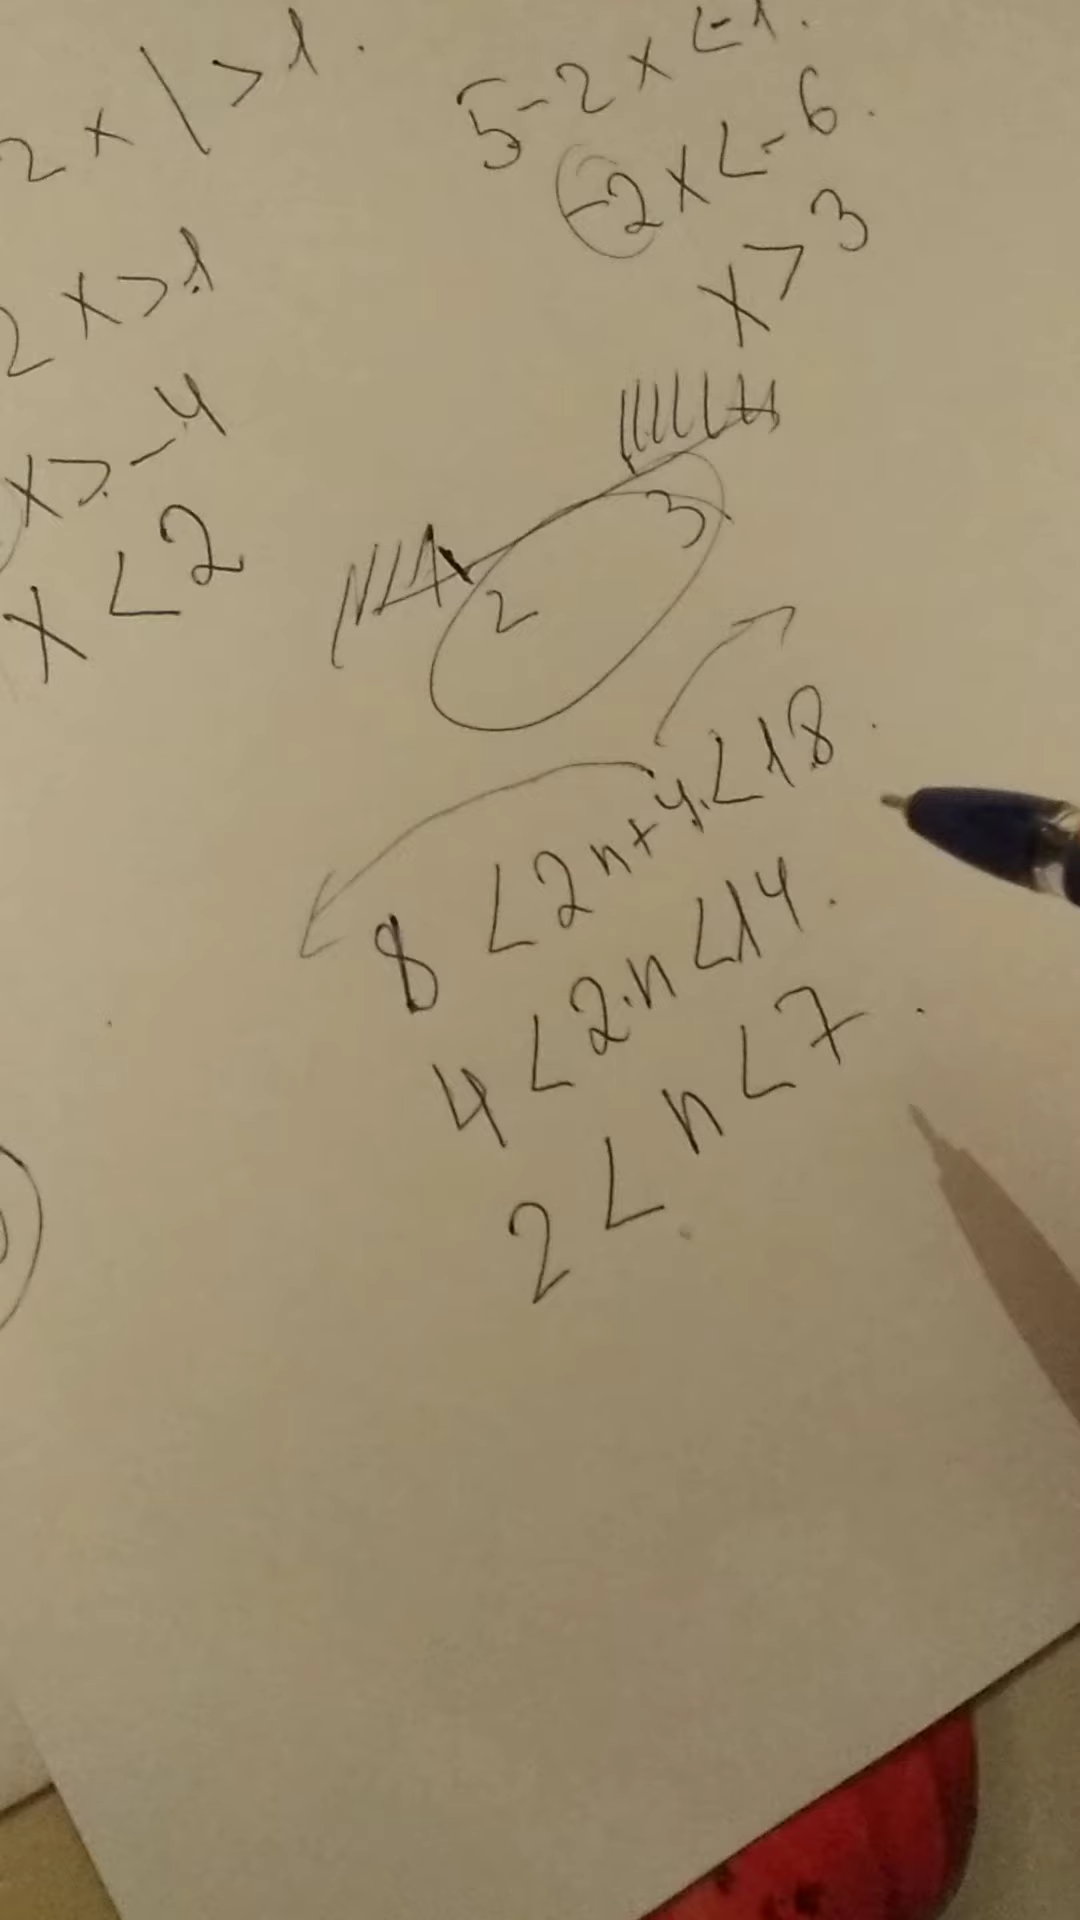 2x|>1.
2x>1
x>-4
x<2
5-2x<-1.
-2x<-6.
x>3
2 3
8<2n+4<18.
4<2·n<14.
2<n<7.